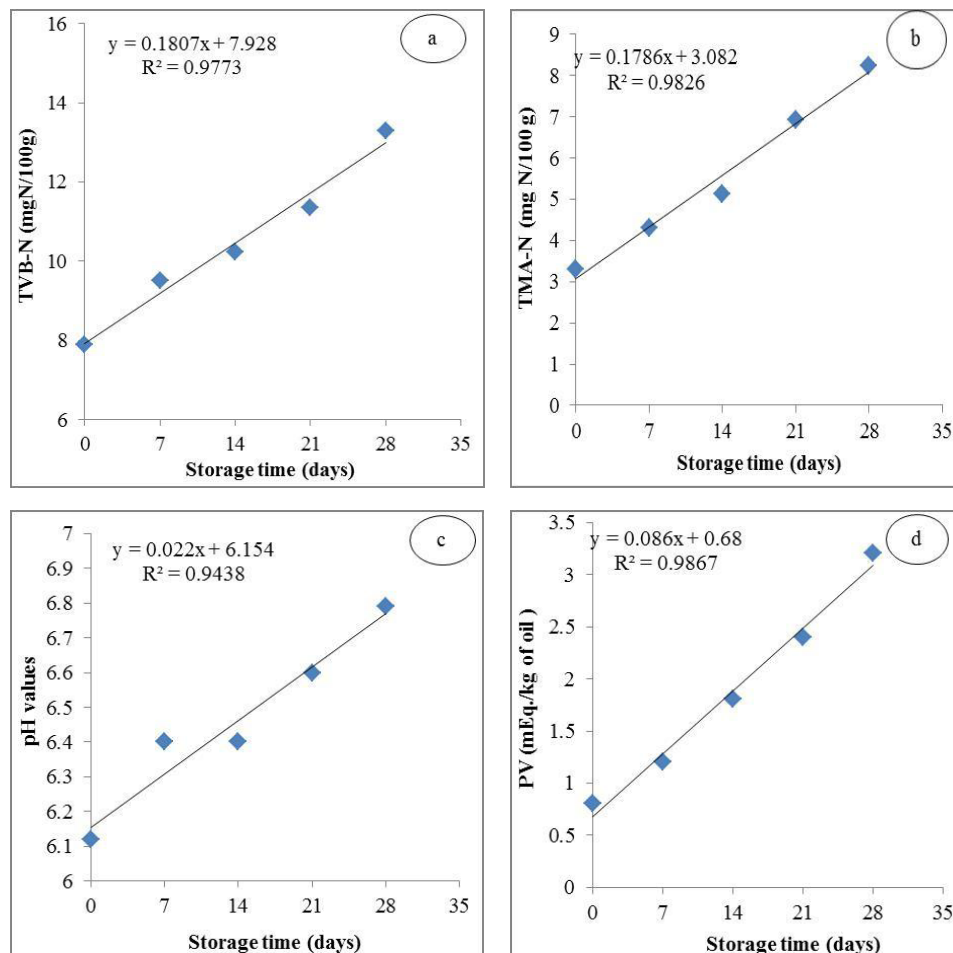 a
y = 0.1807x + 7.928
R² = 0.9773
TVB-N (mgN/100g)
16
14
12
10
8
6
0 7 14 21 28 35
Storage time (days)
b
y = 0.1786x + 3.082
R² = 0.9826
TMA-N (mg N/100 g)
9
8
7
6
5
4
3
2
1
0
0 7 14 21 28 35
Storage time (days)
c
y = 0.022x + 6.154
R² = 0.9438
pH values
7
6.9
6.8
6.7
6.6
6.5
6.4
6.3
6.2
6.1
6
0 7 14 21 28 35
Storage time (days)
d
y = 0.086x + 0.68
R² = 0.9867
PV (mEq./kg of oil )
3.5
3
2.5
2
1.5
1
0.5
0
0 7 14 21 28 35
Storage time (days)